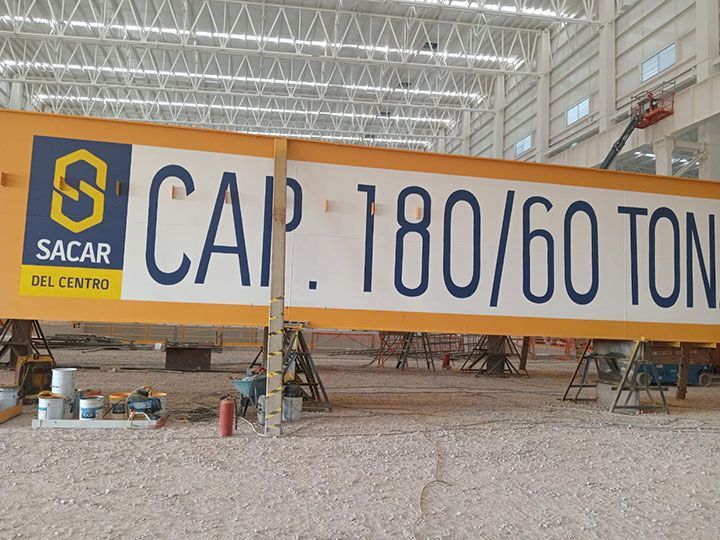 SACAR
DEL CENTRO
CAP. 180/60 TON